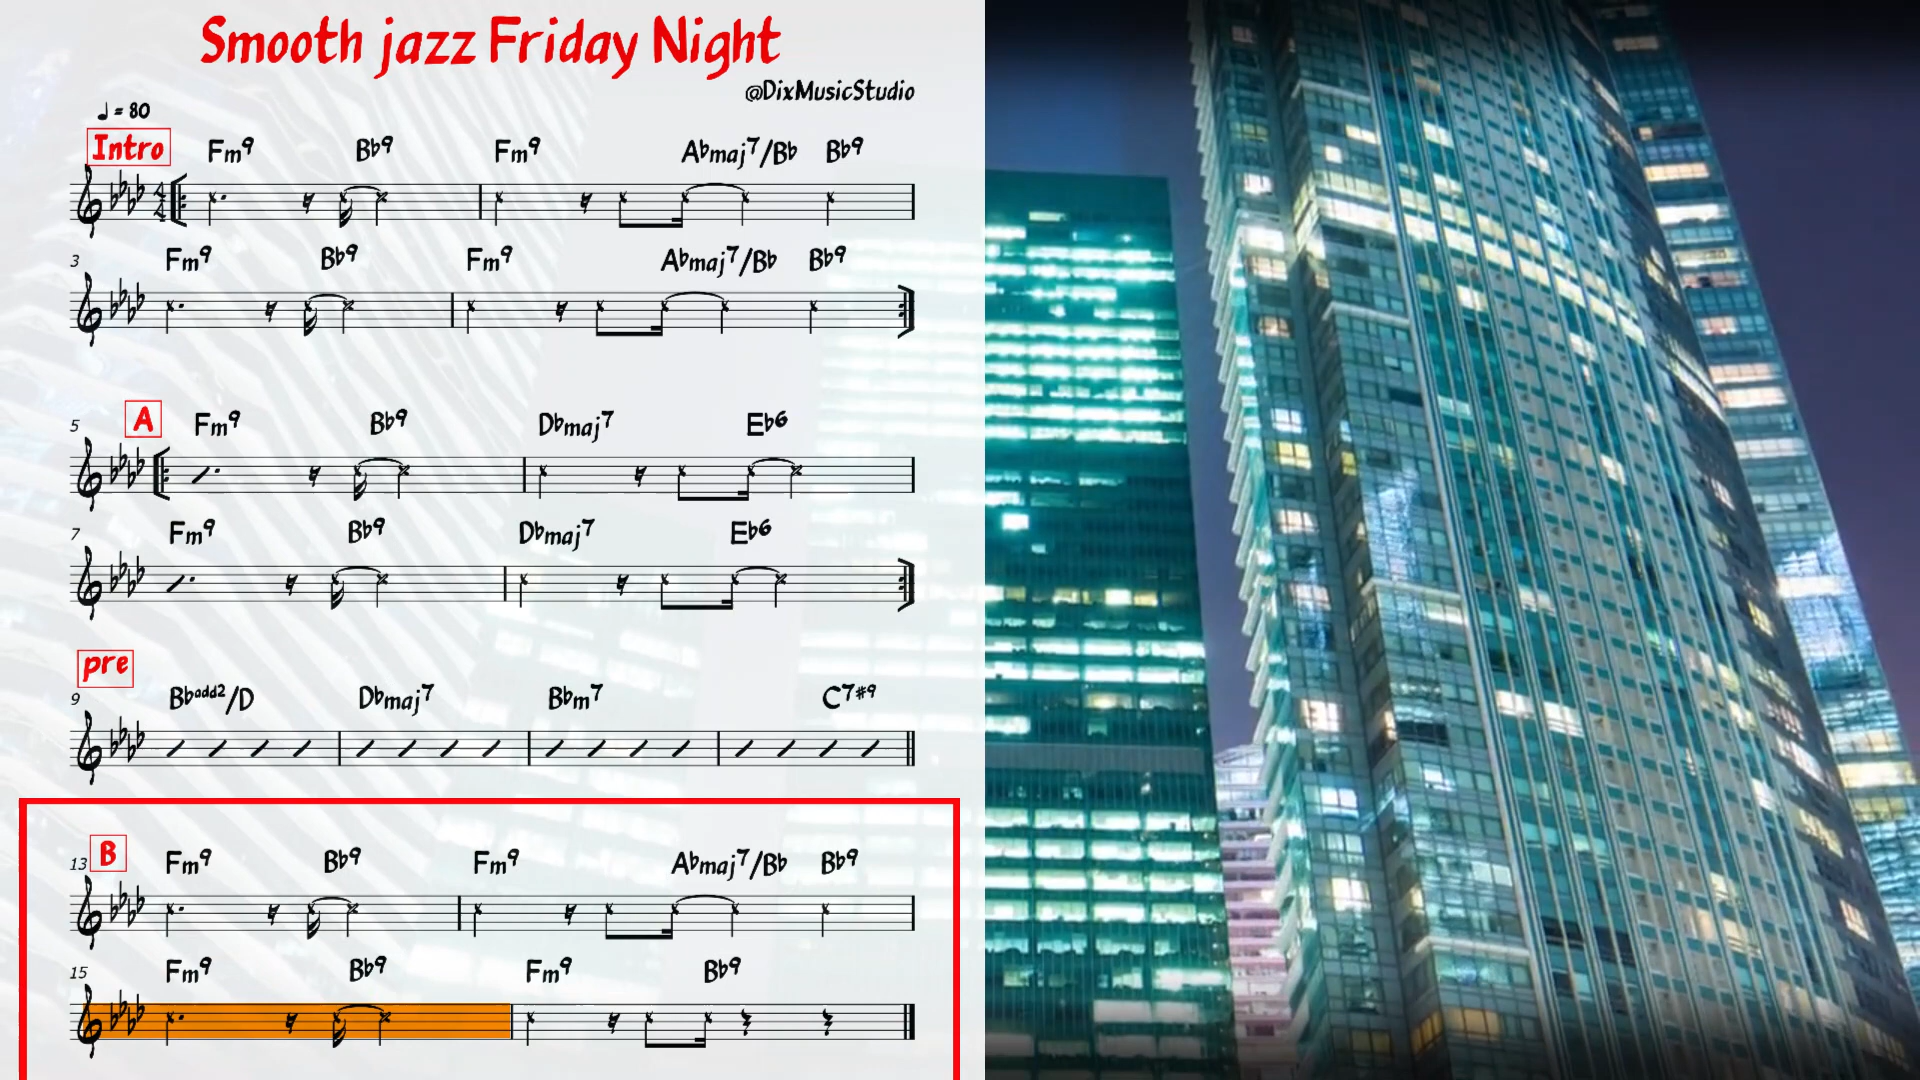 Smooth jazz Friday Night
@DixMusicStudio
♩ = 80
Intro Fm9 Bb9 Fm9 Abmaj7/Bb Bb9
4
4
3 Fm9 Bb9 Fm9 Abmaj7/Bb Bb9
5 A Fm9 Bb9 Dbmaj7 Eb6
7 Fm9 Bb9 Dbmaj7 Eb6
pre
9 Bbadd2/D Dbmaj7 Bbm7 C7#9
13 B Fm9 Bb9 Fm9 Abmaj7/Bb Bb9
15 Fm9 Bb9 Fm9 Bb9